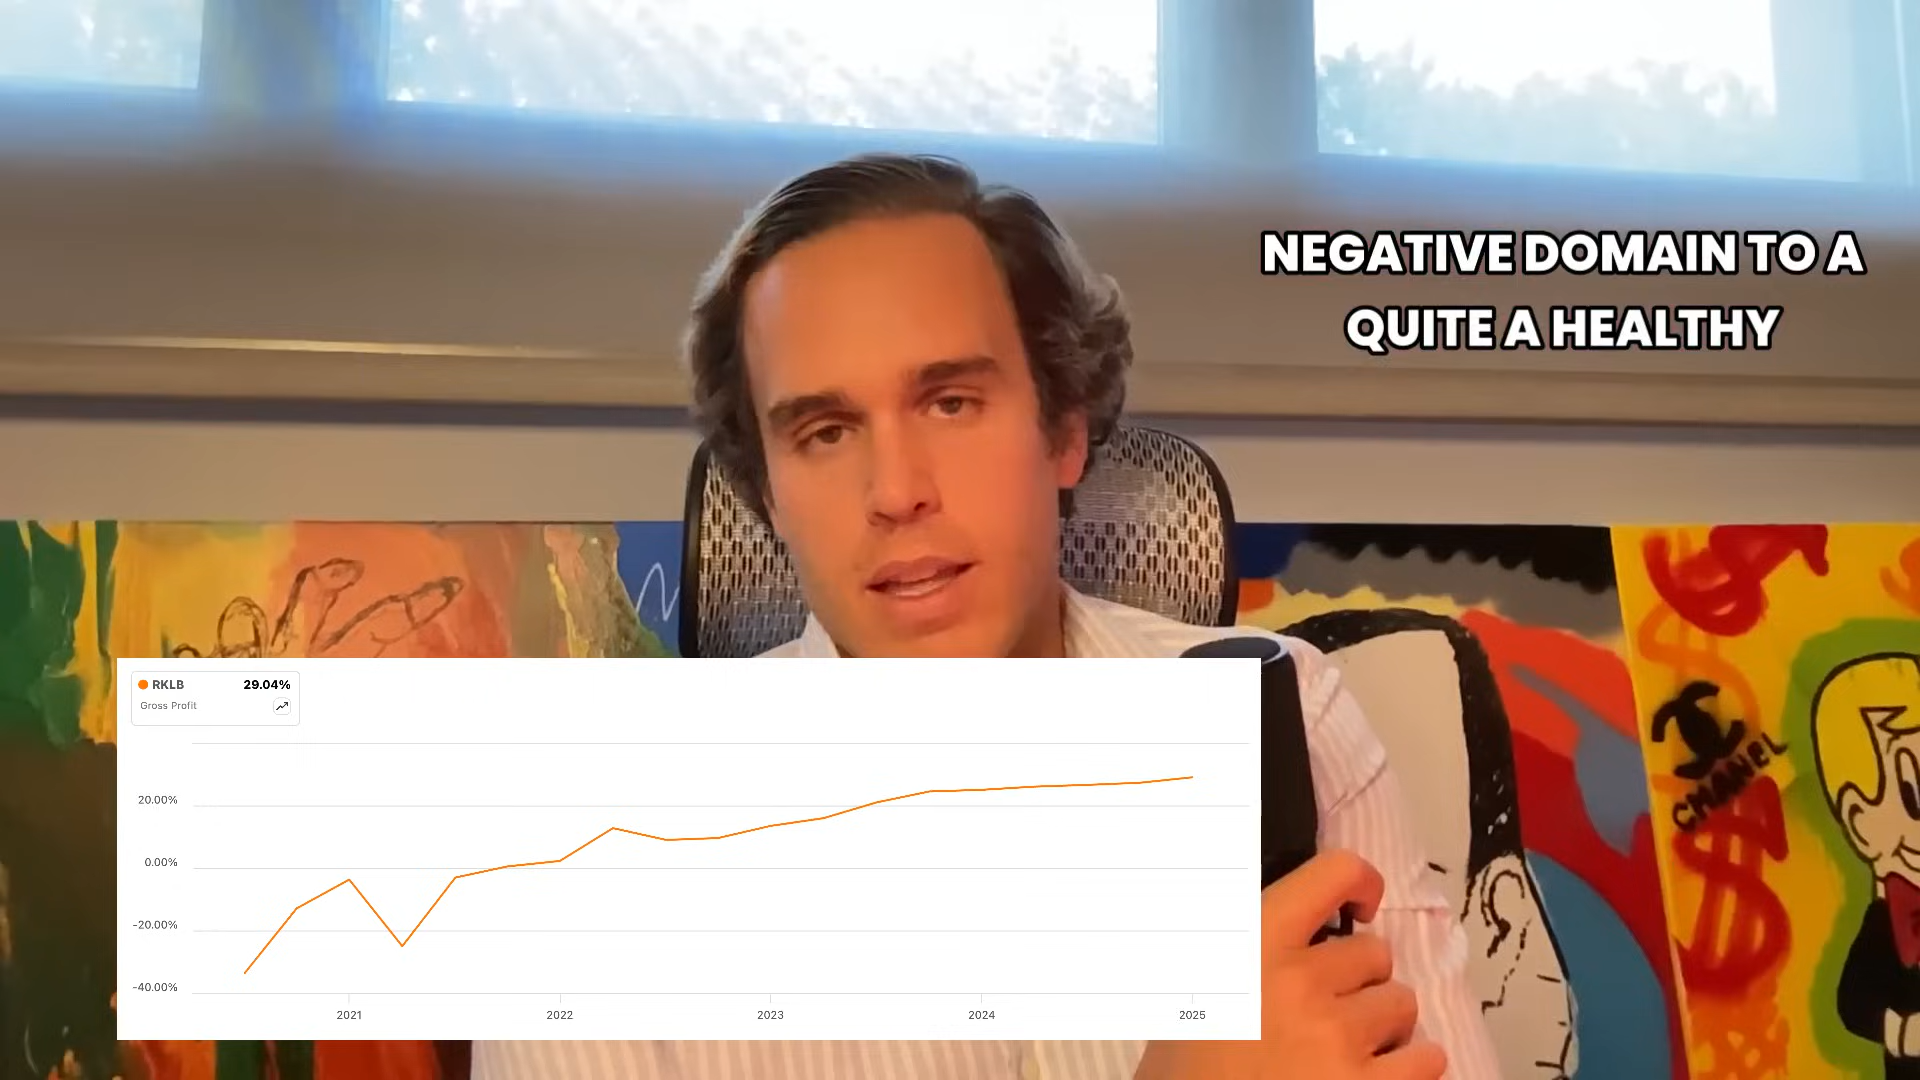 NEGATIVE DOMAIN TO A
QUITE A HEALTHY
RKLB 29.04%
Gross Profit
20.00%
0.00%
-20.00%
-40.00%
2021 2022 2023 2024 2025
CHANEL